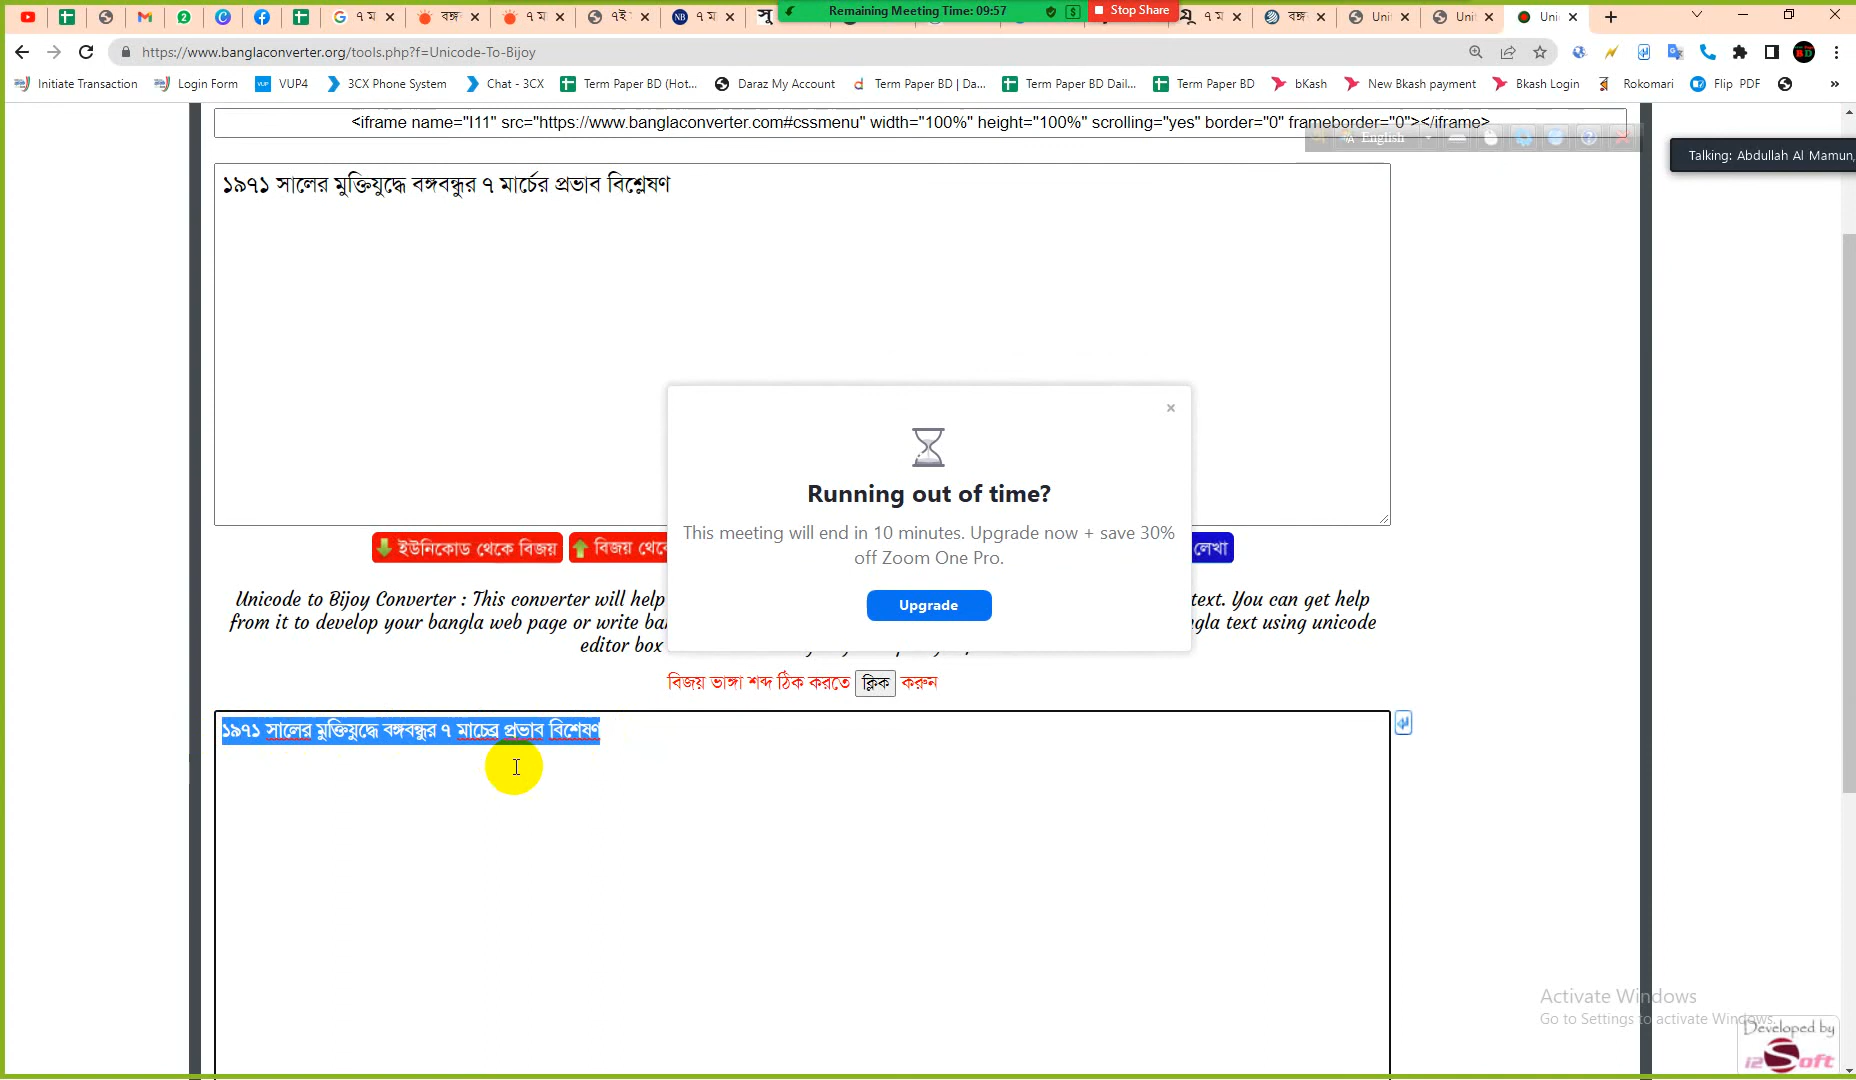 Remaining Meeting Time: 09:57
Stop Share
https://www.banglaconverter.org/tools.php?f=Unicode-To-Bijoy
Initiate Transaction Login Form VUP4 3CX Phone System Chat - 3CX Term Paper BD (Hot... Daraz My Account Term Paper BD | Da... Term Paper BD Dail... Term Paper BD bKash New Bkash payment Bkash Login Rokomari Flip PDF »
<iframe name="I11" src="https://www.banglaconverter.com#cssmenu" width="100%" height="100%" scrolling="yes" border="0" frameborder="0"></iframe>
English
Talking: Abdullah Al Mamun,
১৯৭১ সালের মুক্তিযুদ্ধে বঙ্গবন্ধুর ৭ মার্চের প্রভাব বিশ্লেষণ
Running out of time?
This meeting will end in 10 minutes. Upgrade now + save 30%
off Zoom One Pro.
Upgrade
ইউনিকোড থেকে বিজয় বিজয় থেকে লেখা
Unicode to Bijoy Converter : This converter will help text. You can get help
from it to develop your bangla web page or write text using unicode
editor box
বিজয় ভাঙ্গা শব্দ ঠিক করতে ক্লিক করুন
Activate Windows
Go to Settings to activate Windows.
Developed by
i2Soft